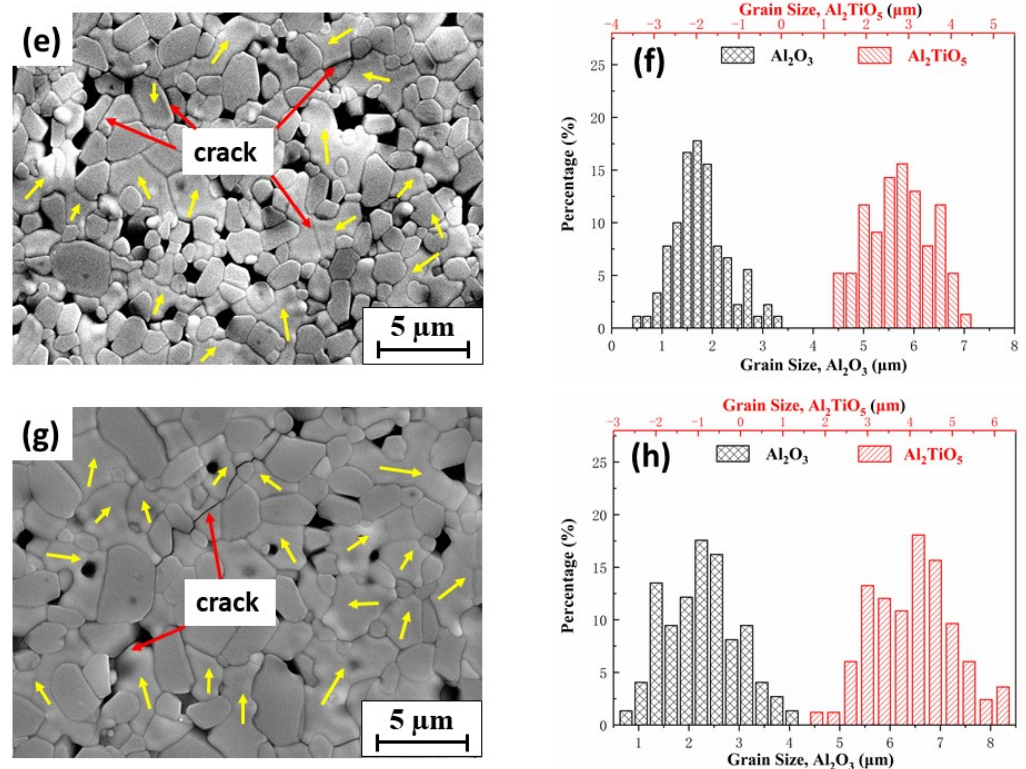 (e)
crack
5 μm
Grain Size, Al₂TiO₅ (μm)
-4 -3 -2 -1 0 1 2 3 4 5
(f)
Al₂O₃ Al₂TiO₅
Percentage (%)
25
20
15
10
5
0
0 1 2 3 4 5 6 7 8
Grain Size, Al₂O₃ (μm)
(g)
crack
5 μm
Grain Size, Al₂TiO₅ (μm)
-3 -2 -1 0 1 2 3 4 5 6
(h)
Al₂O₃ Al₂TiO₅
Percentage (%)
25
20
15
10
5
0
1 2 3 4 5 6 7 8
Grain Size, Al₂O₃ (μm)